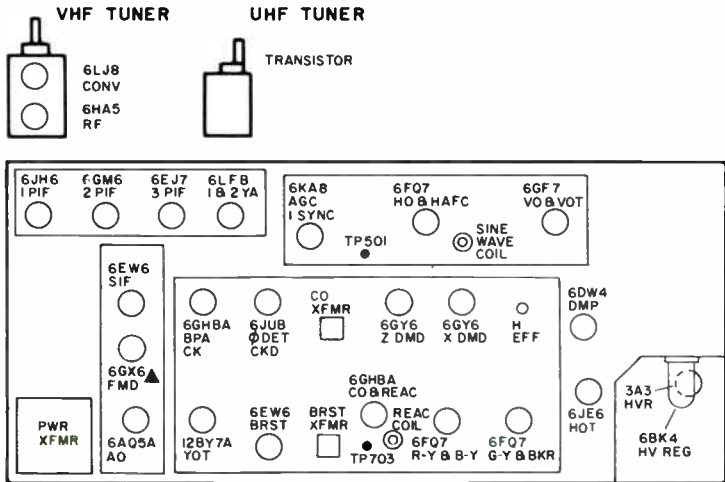 VHF TUNER
UHF TUNER
6LJ8
CONV
6HA5
RF
TRANSISTOR
6JH6
1 PIF
6GM6
2 PIF
6EJ7
3 PIF
6LF8
1 & 2 YA
6KA8
AGC
1 SYNC
TP501
6FQ7
HO & HAFC
SINE
WAVE
COIL
6GF7
VO & VOT
6EW6
SIF
6GX6
FMD
6AQ5A
AO
PWR
XFMR
6GH8A
BPA
CK
6JU8
ΦDET
CKD
CO
XFMR
6GY6
Z DMD
6GY6
X DMD
H
EFF
6DW4
DMP
12BY7A
YOT
6EW6
BRST
BRST
XFMR
6GH8A
CO & REAC
REAC
COIL
TP703
6FQ7
R-Y & B-Y
6FQ7
G-Y & BKR
6JE6
HOT
3A3
HVR
6BK4
HV REG